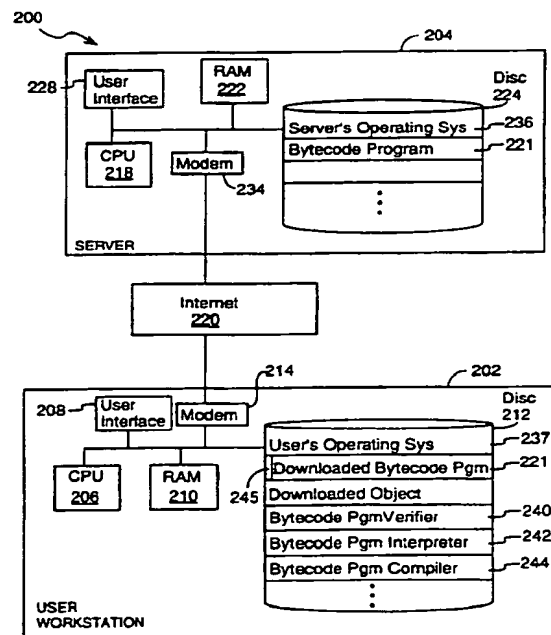 200
204
228
User
Interface
RAM
222
Disc
224
Server's Operating Sys
236
Bytecode Program
221
CPU
218
Modem
234
SERVER
Internet
220
214
202
208
User
Interface
Modem
Disc
212
User's Operating Sys
237
Downloaded Bytecode Pgm
221
245
CPU
206
RAM
210
Downloaded Object
Bytecode PgmVerifier
240
Bytecode Pgm Interpreter
242
Bytecode Pgm Compiler
244
USER
WORKSTATION